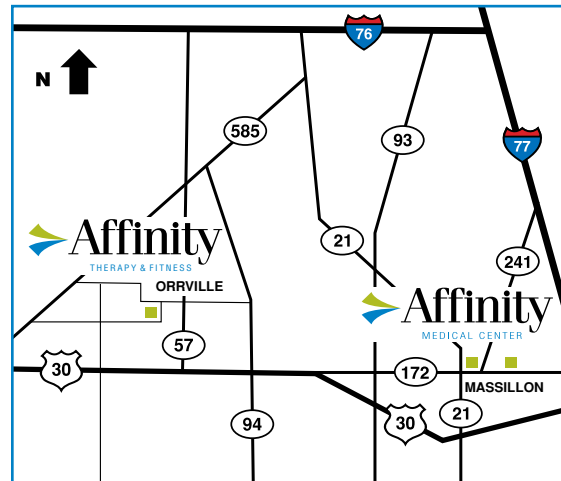 76
N
585
93
77
21
241
Affinity
THERAPY & FITNESS
ORRVILLE
Affinity
MEDICAL CENTER
57
30
172
MASSILLON
21
30
94